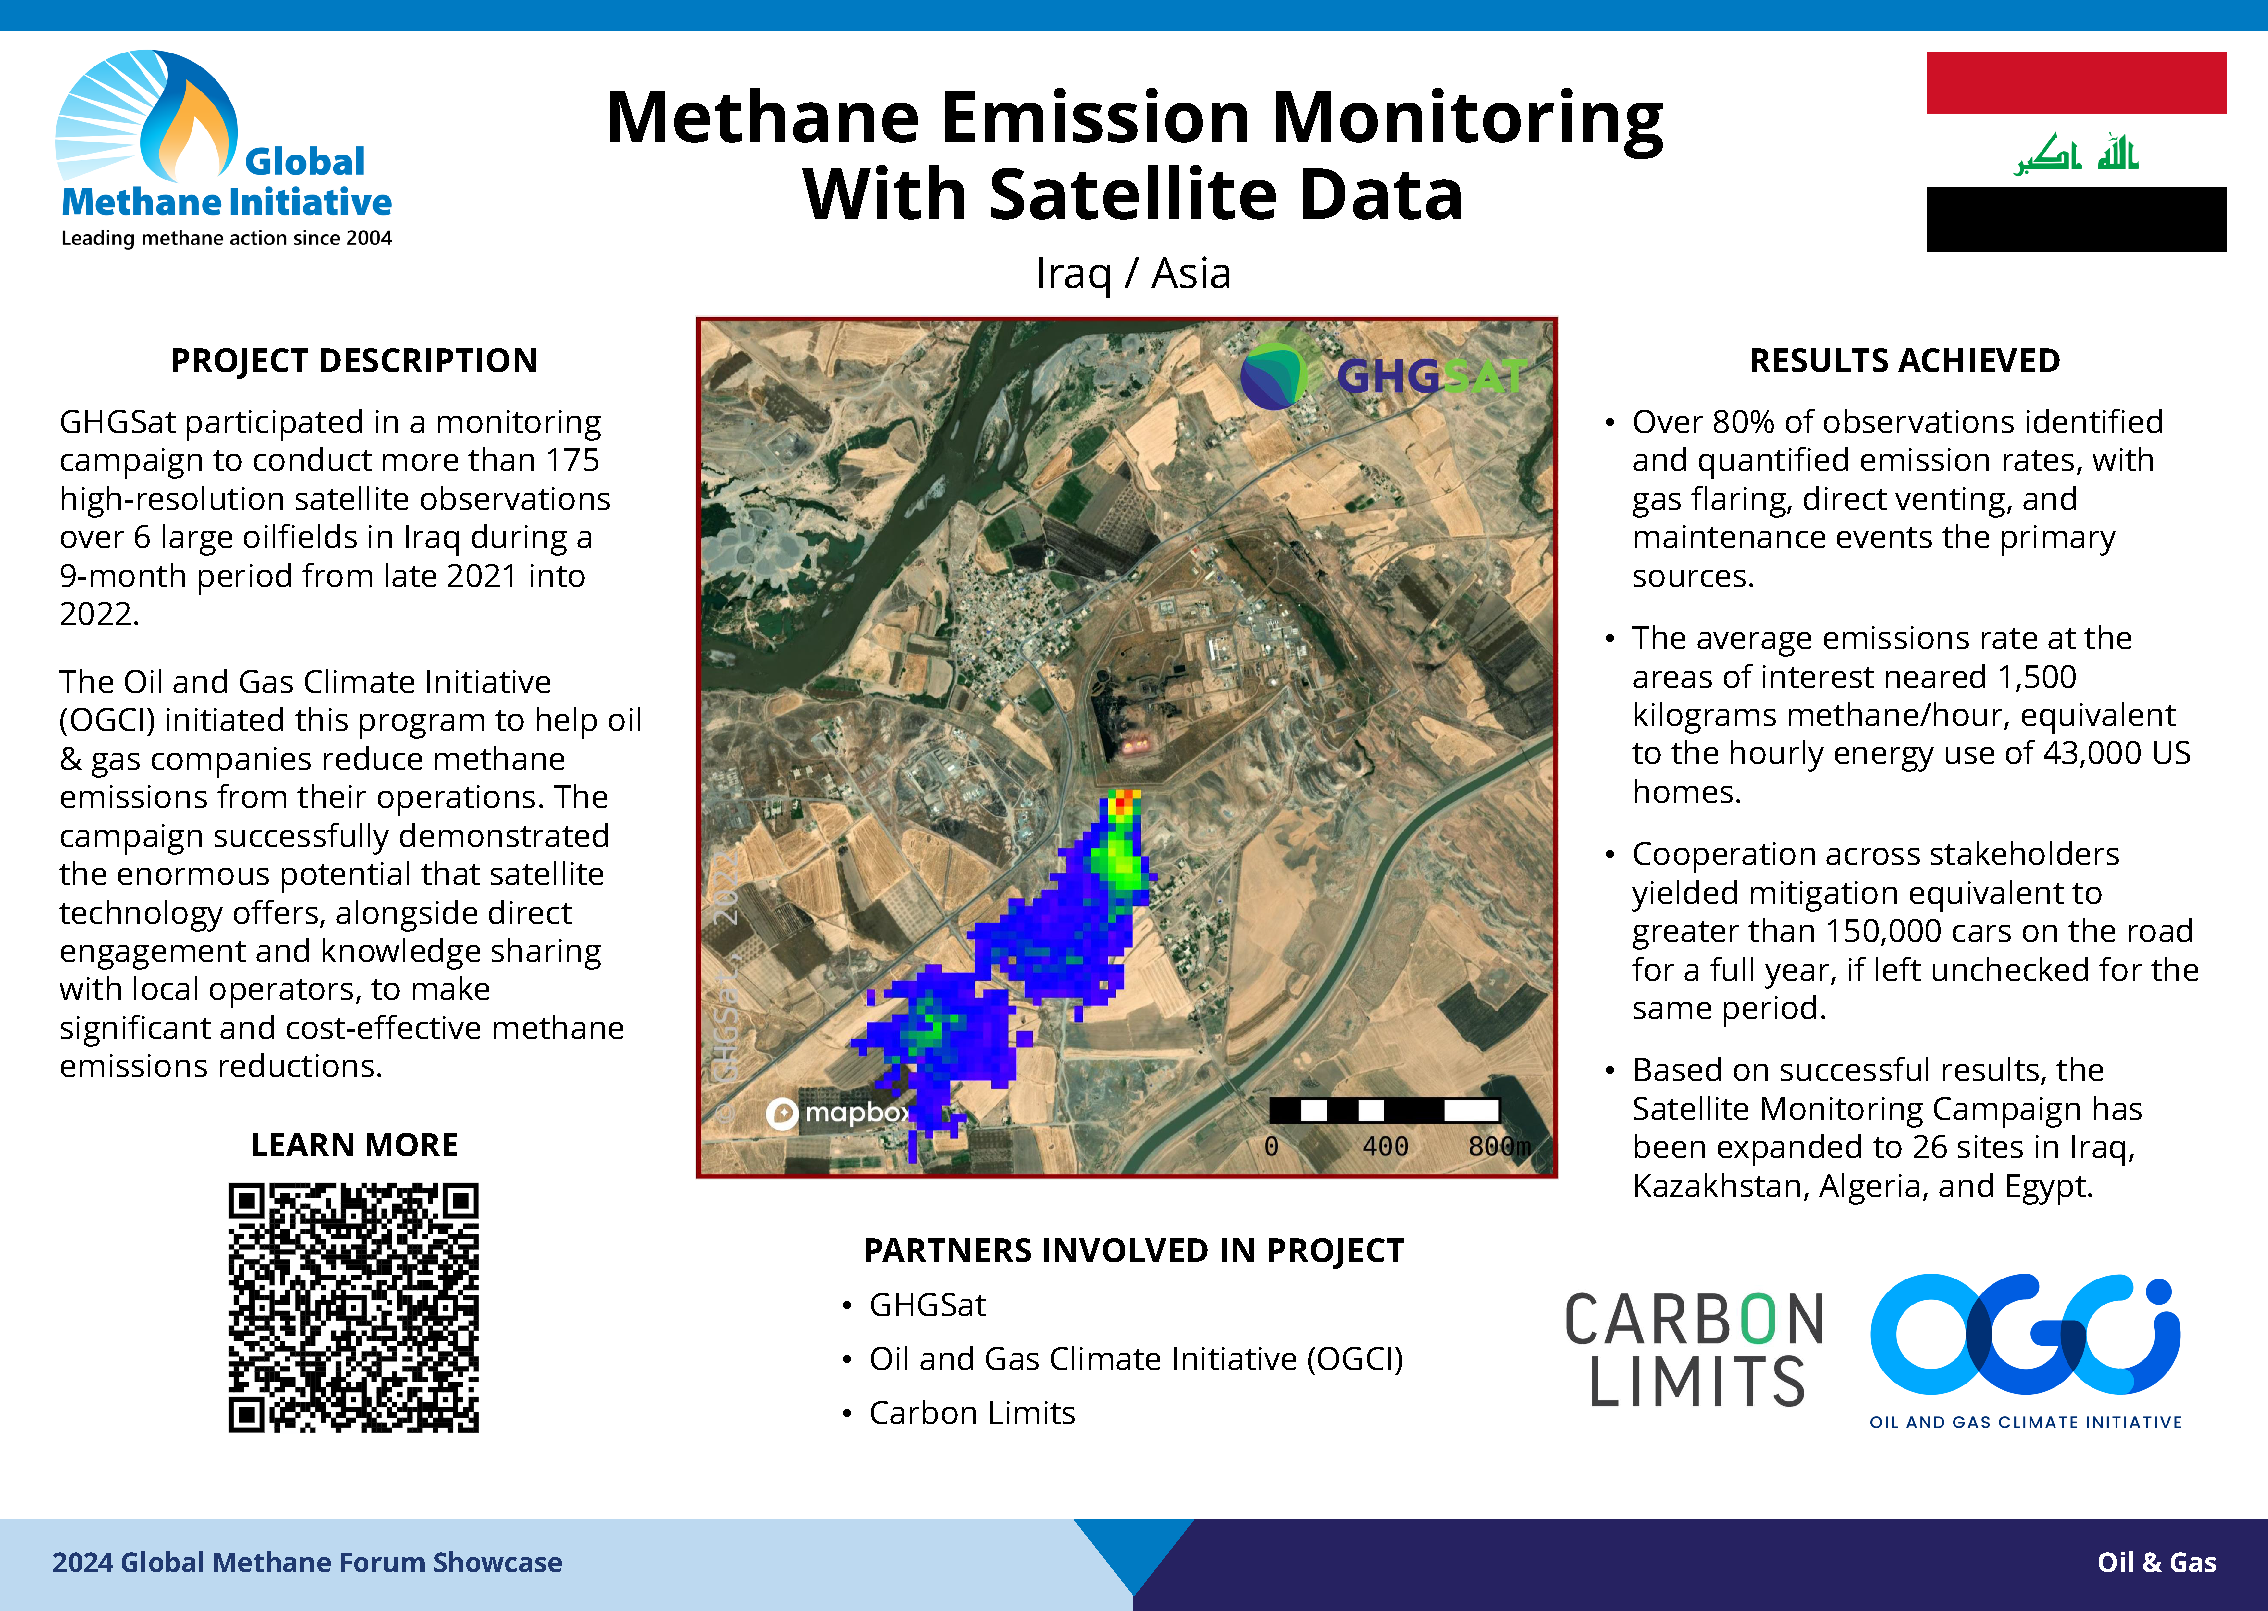 Global
Methane Initiative
Leading methane action since 2004
Methane Emission Monitoring
With Satellite Data
Iraq / Asia
الله اكبر
PROJECT DESCRIPTION
GHGSat participated in a monitoring
campaign to conduct more than 175
high-resolution satellite observations
over 6 large oilfields in Iraq during a
9-month period from late 2021 into
2022.
The Oil and Gas Climate Initiative
(OGCI) initiated this program to help oil
& gas companies reduce methane
emissions from their operations. The
campaign successfully demonstrated
the enormous potential that satellite
technology offers, alongside direct
engagement and knowledge sharing
with local operators, to make
significant and cost-effective methane
emissions reductions.
LEARN MORE
GHGSAT
© GHGSat, 2022
mapbox
0 400 800m
RESULTS ACHIEVED
• Over 80% of observations identified
and quantified emission rates, with
gas flaring, direct venting, and
maintenance events the primary
sources.
• The average emissions rate at the
areas of interest neared 1,500
kilograms methane/hour, equivalent
to the hourly energy use of 43,000 US
homes.
• Cooperation across stakeholders
yielded mitigation equivalent to
greater than 150,000 cars on the road
for a full year, if left unchecked for the
same period.
• Based on successful results, the
Satellite Monitoring Campaign has
been expanded to 26 sites in Iraq,
Kazakhstan, Algeria, and Egypt.
PARTNERS INVOLVED IN PROJECT
• GHGSat
• Oil and Gas Climate Initiative (OGCI)
• Carbon Limits
CARBON
LIMITS
OGCI
OIL AND GAS CLIMATE INITIATIVE
2024 Global Methane Forum Showcase
Oil & Gas